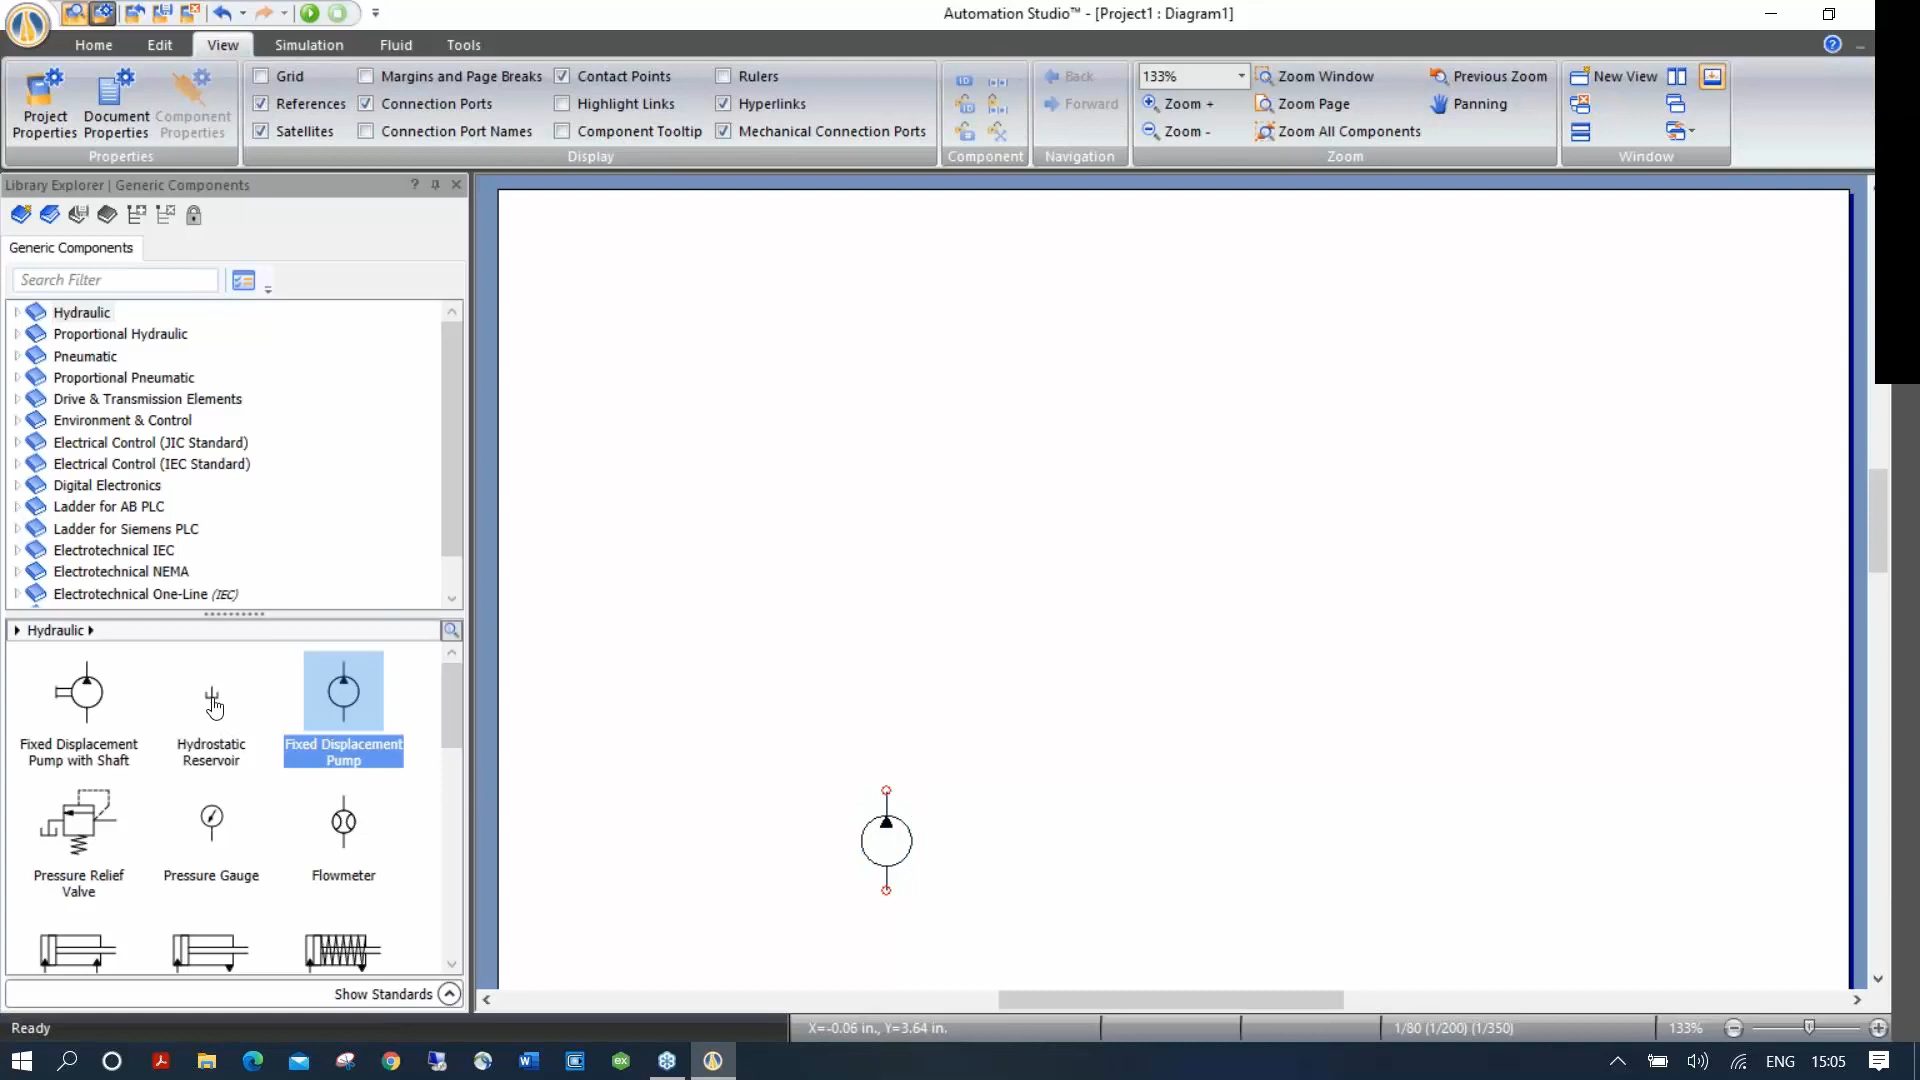 Automation Studio™ - [Project1 : Diagram1]
Home Edit View Simulation Fluid Tools
Grid Margins and Page Breaks Contact Points Rulers
References Connection Ports Highlight Links Hyperlinks
Satellites Connection Port Names Component Tooltip Mechanical Connection Ports
Project Properties
Document Properties
Component Properties
Back
Forward
133% Zoom Window Previous Zoom
Zoom + Zoom Page Panning
Zoom - Zoom All Components
New View
Properties Display Component Navigation Zoom Window
Library Explorer | Generic Components
Generic Components
Search Filter
Hydraulic
Proportional Hydraulic
Pneumatic
Proportional Pneumatic
Drive & Transmission Elements
Environment & Control
Electrical Control (JIC Standard)
Electrical Control (IEC Standard)
Digital Electronics
Ladder for AB PLC
Ladder for Siemens PLC
Electrotechnical IEC
Electrotechnical NEMA
Electrotechnical One-Line (IEC)
Hydraulic
Fixed Displacement Pump with Shaft
Hydrostatic Reservoir
Fixed Displacement Pump
Pressure Relief Valve
Pressure Gauge
Flowmeter
Show Standards
Ready X=-0.06 in., Y=3.64 in. 1/80 (1/200) (1/350) 133%
ENG 15:05